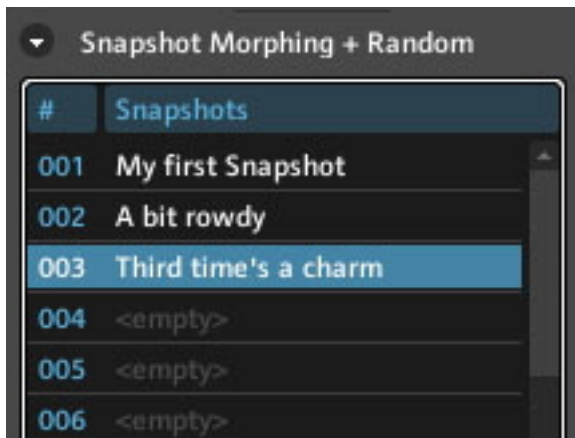 Snapshot Morphing + Random
# Snapshots
001 My first Snapshot
002 A bit rowdy
003 Third time's a charm
004 <empty>
005 <empty>
006 <empty>